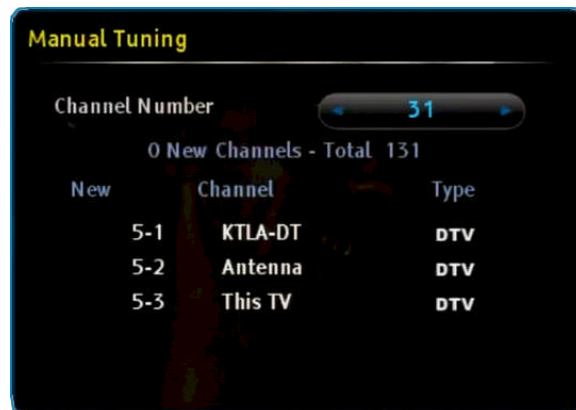 Manual Tuning
Channel Number 31
0 New Channels - Total 131
New Channel Type
5-1 KTLA-DT DTV
5-2 Antenna DTV
5-3 This TV DTV